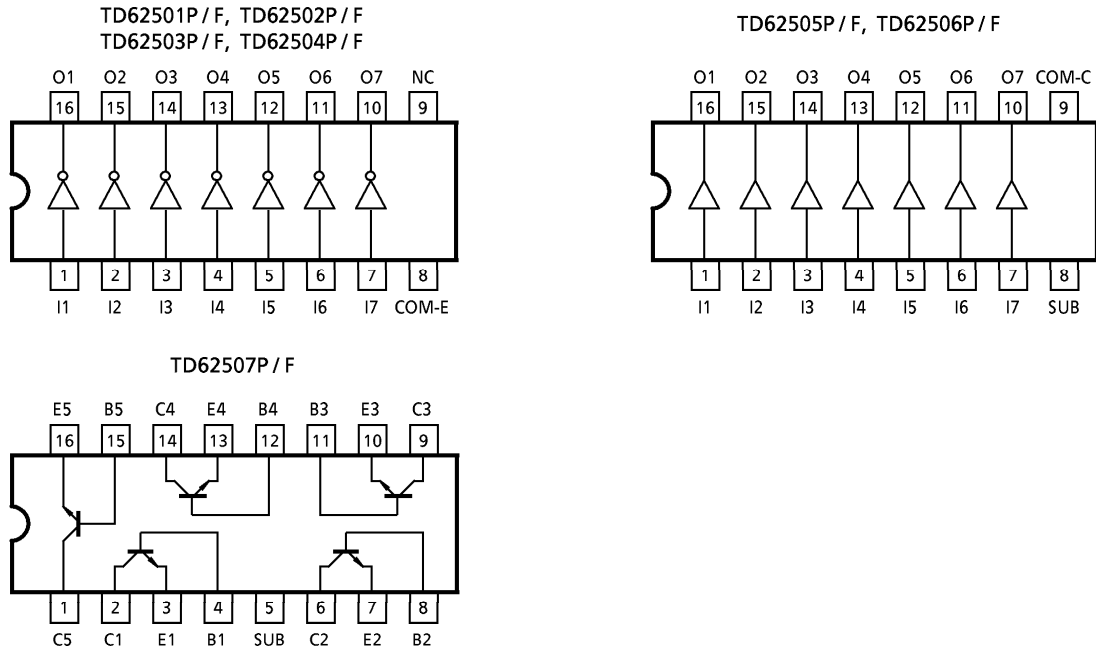 TD62501P / F, TD62502P / F
TD62503P / F, TD62504P / F
O1 O2 O3 O4 O5 O6 O7 NC
16 15 14 13 12 11 10 9
1 2 3 4 5 6 7 8
I1 I2 I3 I4 I5 I6 I7 COM-E
TD62505P / F, TD62506P / F
O1 O2 O3 O4 O5 O6 O7 COM-C
16 15 14 13 12 11 10 9
1 2 3 4 5 6 7 8
I1 I2 I3 I4 I5 I6 I7 SUB
TD62507P / F
E5 B5 C4 E4 B4 B3 E3 C3
16 15 14 13 12 11 10 9
1 2 3 4 5 6 7 8
C5 C1 E1 B1 SUB C2 E2 B2